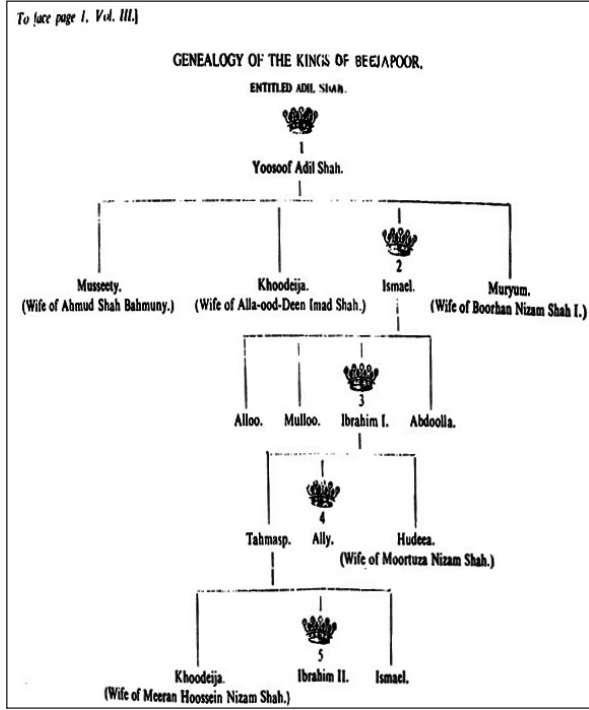 To face page 1, Vol. III.]
GENEALOGY OF THE KINGS OF BEEJAPOOR,
ENTITLED ADIL SHAH.
1
Yoosoof Adil Shah.
2
Musseety. Khoodeija. Ismael. Muryum.
(Wife of Ahmud Shah Bahmuny.) (Wife of Alla-ood-Deen Imad Shah.) (Wife of Boorhan Nizam Shah I.)
3
Alloo. Mulloo. Ibrahim I. Abdoolla.
4
Tahmasp. Ally. Hudeea.
(Wife of Moortuza Nizam Shah.)
5
Khoodeija. Ibrahim II. Ismael.
(Wife of Meeran Hoossein Nizam Shah.)